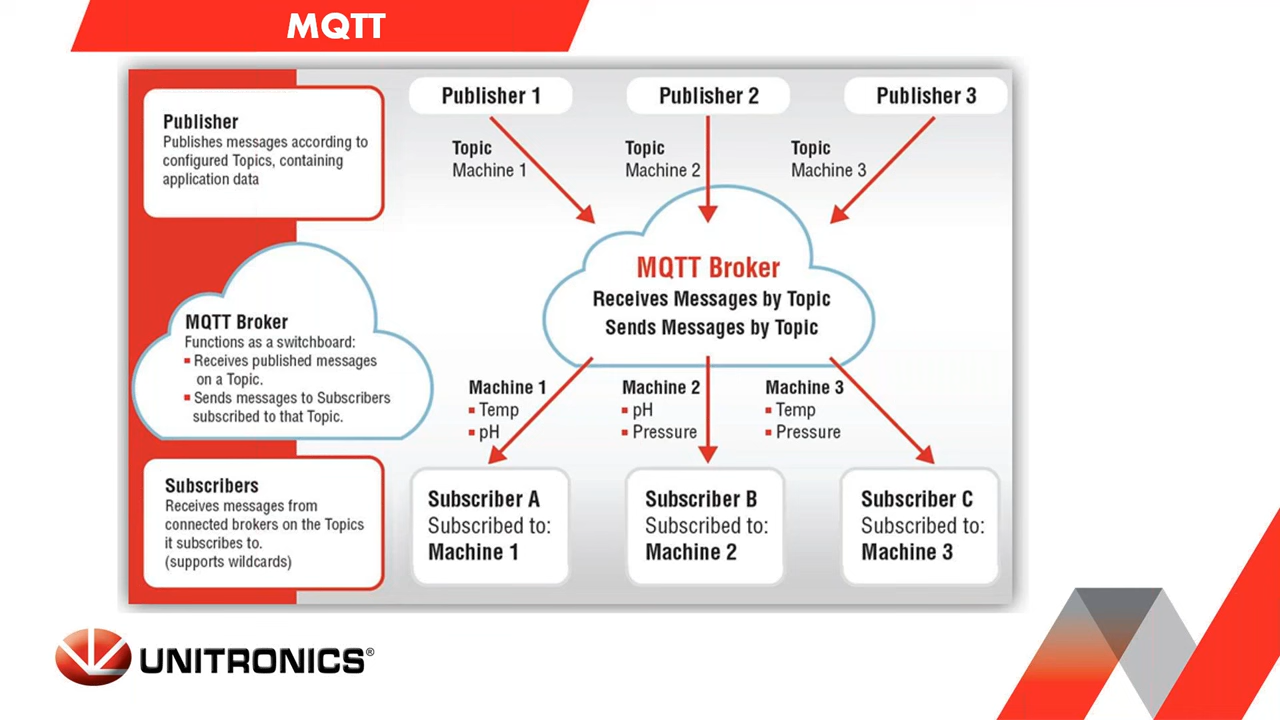 MQTT
Publisher
Publishes messages according to
configured Topics, containing
application data
MQTT Broker
Functions as a switchboard:
Receives published messages
on a Topic.
Sends messages to Subscribers
subscribed to that Topic.
Subscribers
Receives messages from
connected brokers on the Topics
it subscribes to.
(supports wildcards)
Publisher 1
Publisher 2
Publisher 3
Topic
Machine 1
Topic
Machine 2
Topic
Machine 3
MQTT Broker
Receives Messages by Topic
Sends Messages by Topic
Machine 1
Temp
pH
Machine 2
pH
Pressure
Machine 3
Temp
Pressure
Subscriber A
Subscribed to:
Machine 1
Subscriber B
Subscribed to:
Machine 2
Subscriber C
Subscribed to:
Machine 3
UNITRONICS®